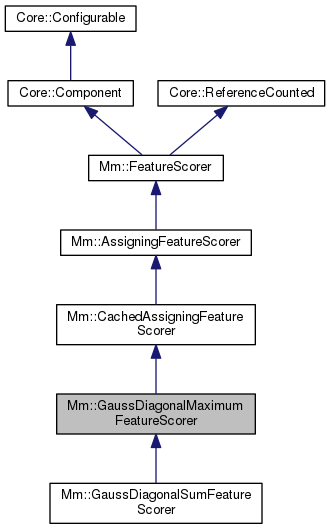 Core::Configurable
Core::Component
Core::ReferenceCounted
Mm::FeatureScorer
Mm::AssigningFeatureScorer
Mm::CachedAssigningFeature
Scorer
Mm::GaussDiagonalMaximum
FeatureScorer
Mm::GaussDiagonalSumFeature
Scorer